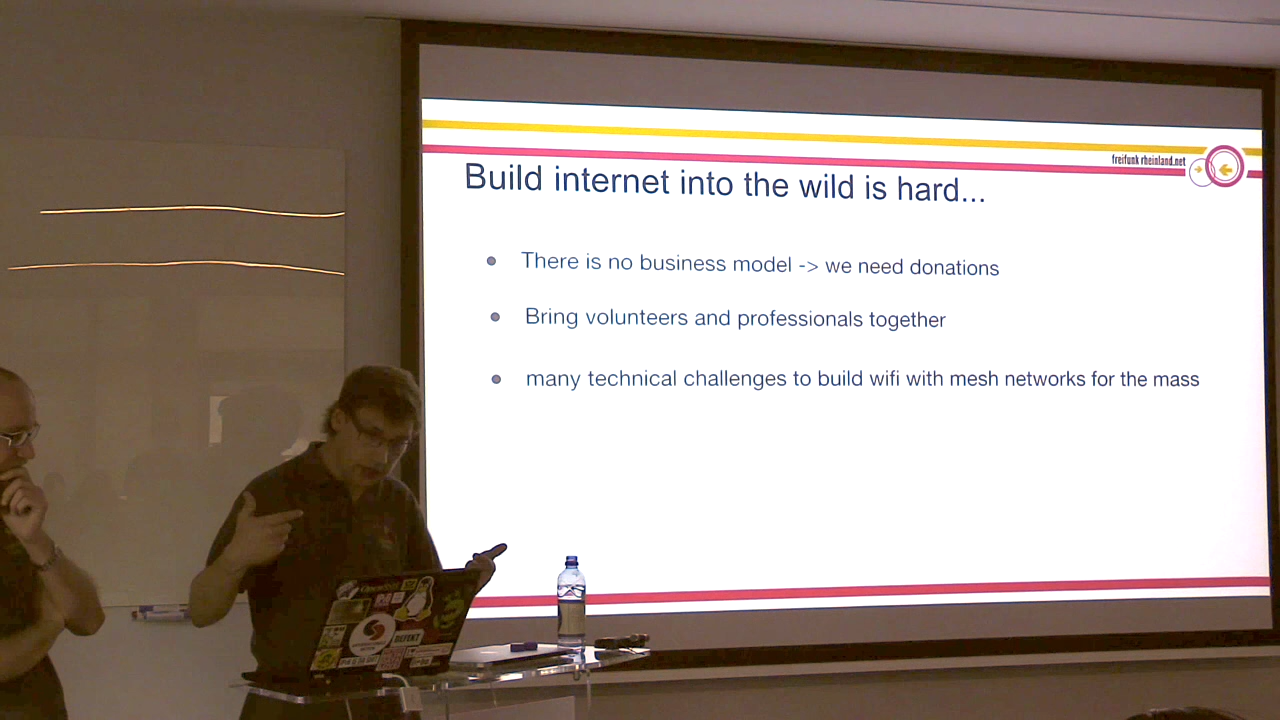 freifunk rheinland.net
Build internet into the wild is hard...
There is no business model -> we need donations
Bring volunteers and professionals together
many technical challenges to build wifi with mesh networks for the mass
DEFEKT